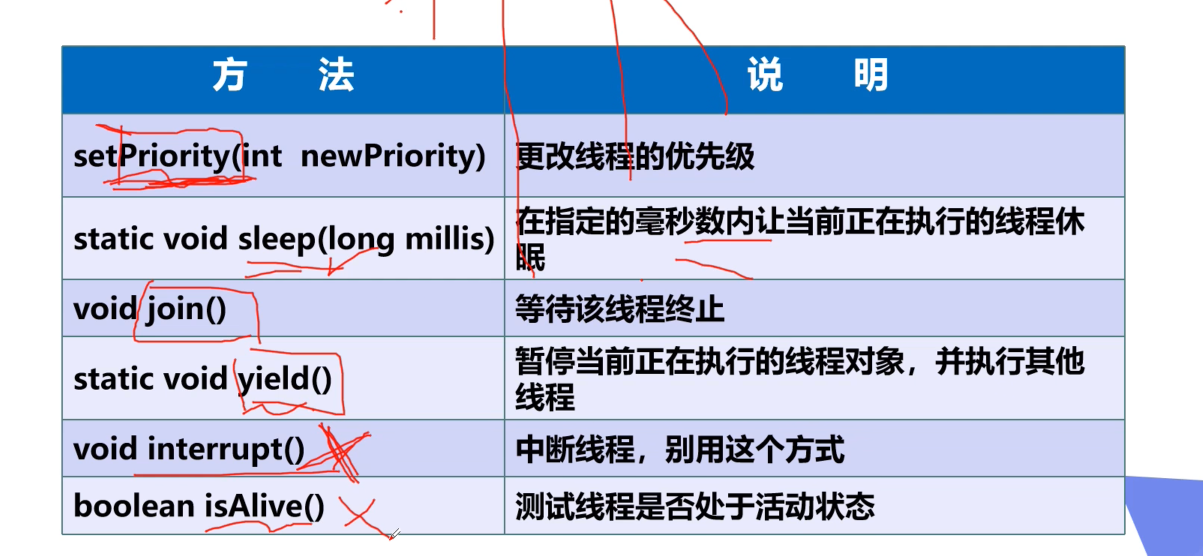 方 法 说 明
setPriority(int newPriority) 更改线程的优先级
static void sleep(long millis) 在指定的毫秒数内让当前正在执行的线程休
眠
void join() 等待该线程终止
static void yield() 暂停当前正在执行的线程对象，并执行其他
线程
void interrupt() 中断线程，别用这个方式
boolean isAlive() 测试线程是否处于活动状态